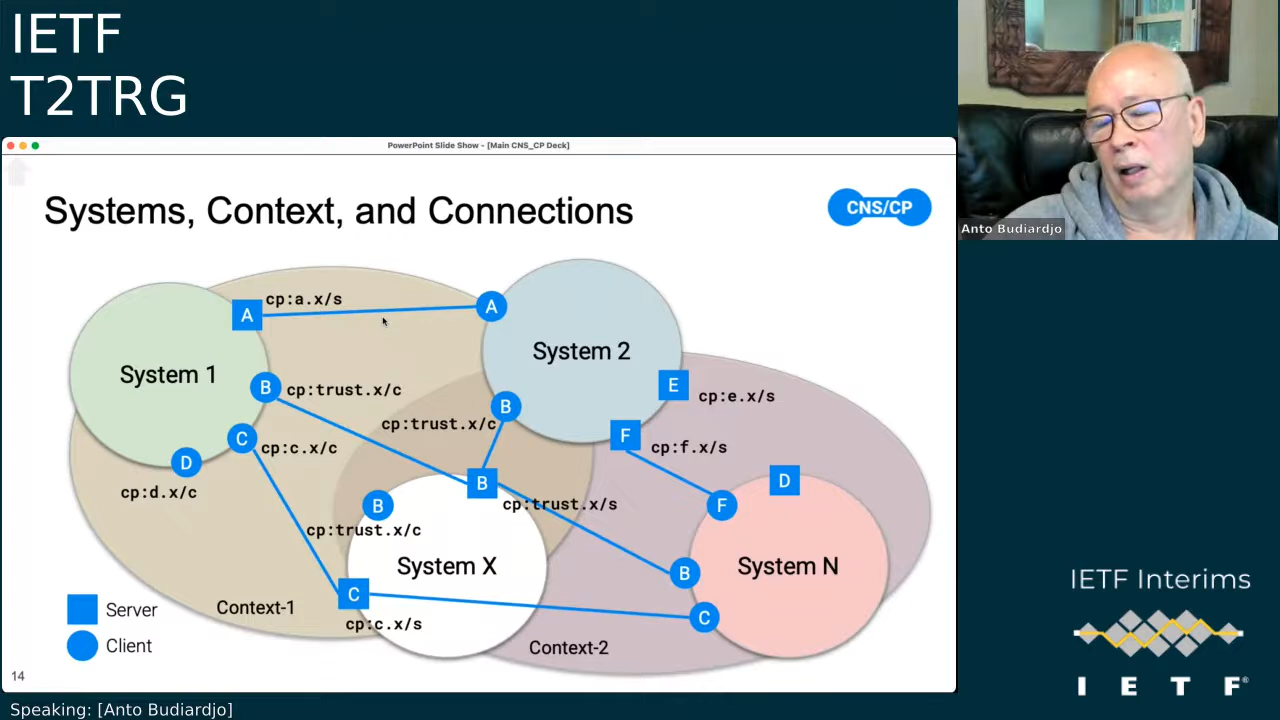 IETF
T2TRG
PowerPoint Slide Show - [Main CNS_CP Deck]
Systems, Context, and Connections
CNS/CP
Anto Budiardjo
A
cp:a.x/s
A
System 1
System 2
B
cp:trust.x/c
E
cp:e.x/s
B
cp:trust.x/c
C
cp:c.x/c
F
cp:f.x/s
D
cp:d.x/c
B
cp:trust.x/s
D
B
cp:trust.x/c
F
System X
System N
B
C
cp:c.x/s
C
Context-1
Context-2
Server
Client
14
IETF Interims
I E T F®
Speaking: [Anto Budiardjo]